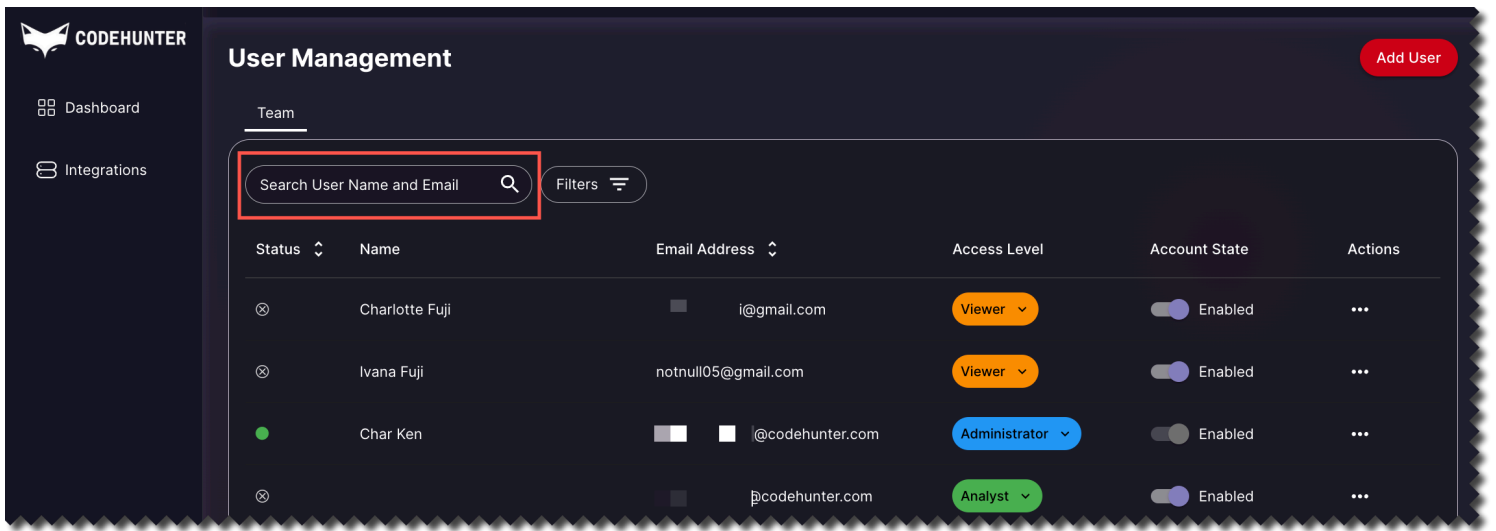 CODEHUNTER
User Management
Add User
Dashboard
Team
Integrations
Search User Name and Email
Filters
Status Name Email Address Access Level Account State Actions
Charlotte Fuji i@gmail.com Viewer Enabled
Ivana Fuji notnull05@gmail.com Viewer Enabled
Char Ken @codehunter.com Administrator Enabled
codehunter.com Analyst Enabled